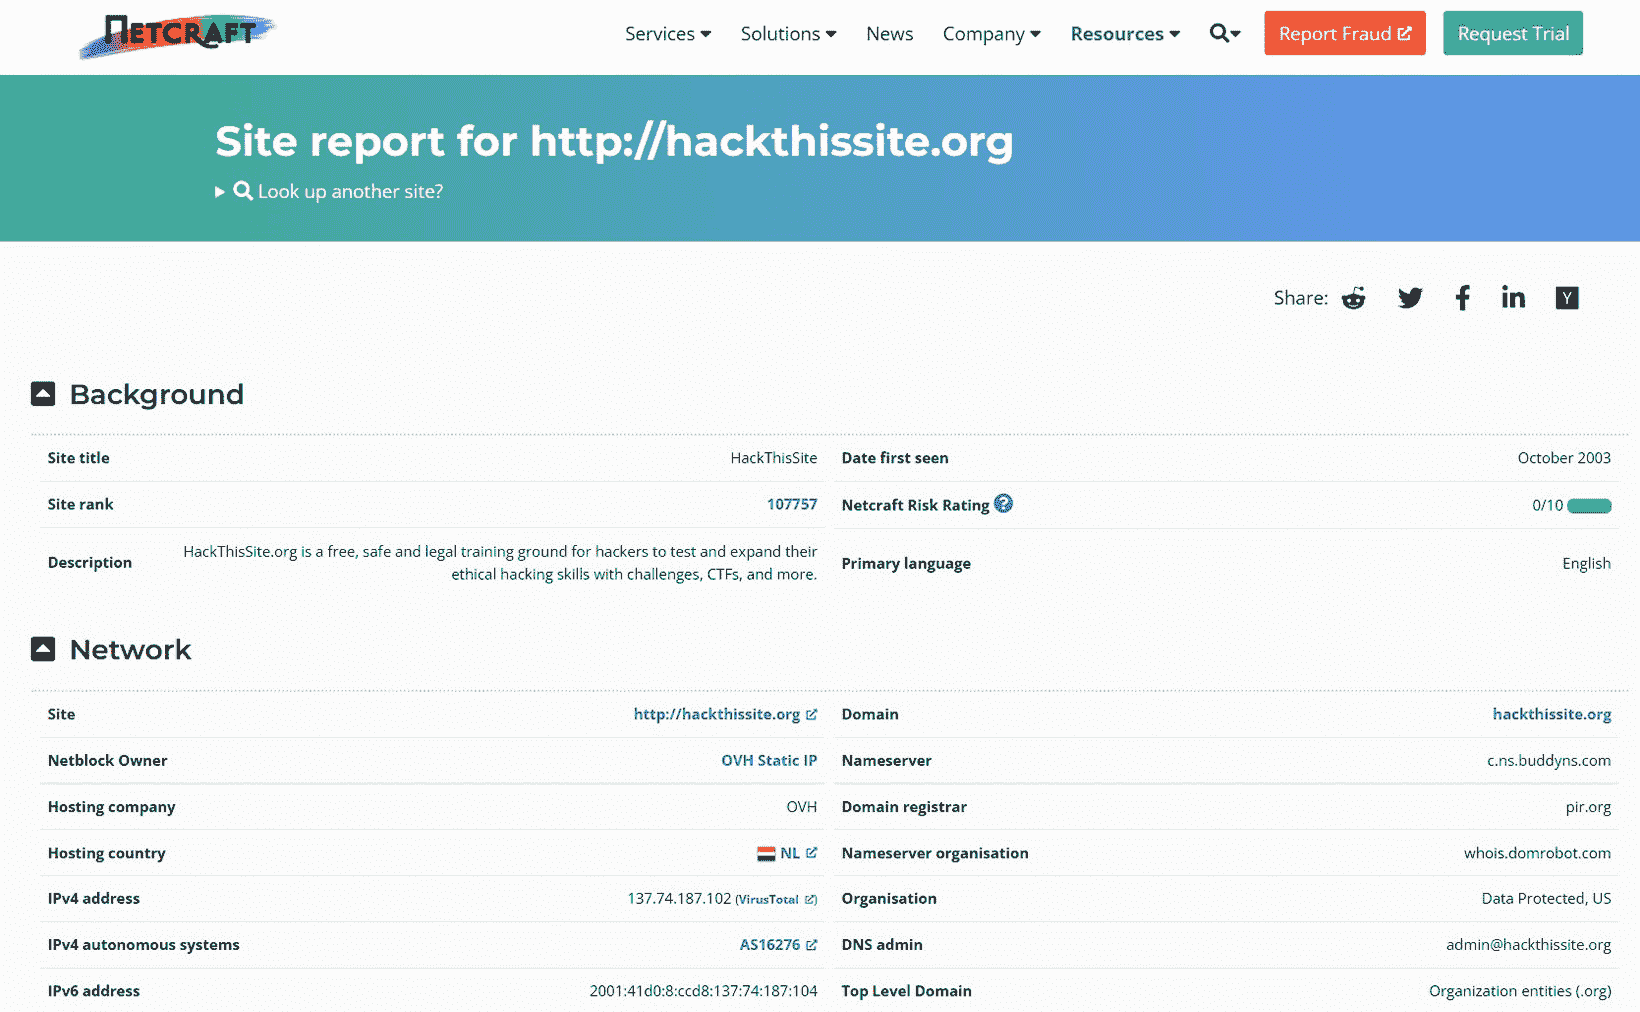 NETCRAFT
Services Solutions News Company Resources Report Fraud Request Trial
Site report for http://hackthissite.org
Look up another site?
Share:
Background
Site title HackThisSite Date first seen October 2003
Site rank 107757 Netcraft Risk Rating ? 0/10
Description HackThisSite.org is a free, safe and legal training ground for hackers to test and expand their
ethical hacking skills with challenges, CTFs, and more. Primary language English
Network
Site http://hackthissite.org Domain hackthissite.org
Netblock Owner OVH Static IP Nameserver c.ns.buddyns.com
Hosting company OVH Domain registrar pir.org
Hosting country NL Nameserver organisation whois.domrobot.com
IPv4 address 137.74.187.102 (VirusTotal) Organisation Data Protected, US
IPv4 autonomous systems AS16276 DNS admin admin@hackthissite.org
IPv6 address 2001:41d0:8:ccd8:137:74:187:104 Top Level Domain Organization entities (.org)